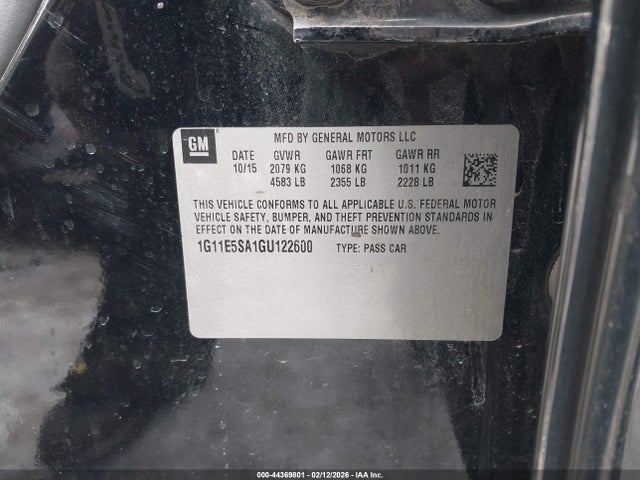 GM
MFD BY GENERAL MOTORS LLC
DATE GVWR GAWR FRT GAWR RR
10/15 2079 KG 1068 KG 1011 KG
4583 LB 2355 LB 2228 LB
THIS VEHICLE CONFORMS TO ALL APPLICABLE U.S. FEDERAL MOTOR
VEHICLE SAFETY, BUMPER, AND THEFT PREVENTION STANDARDS IN
EFFECT ON THE DATE OF MANUFACTURE SHOWN ABOVE.
1G11E5SA1GU122600 TYPE: PASS CAR
000-44369801 - 02/12/2026 - IAA Inc.